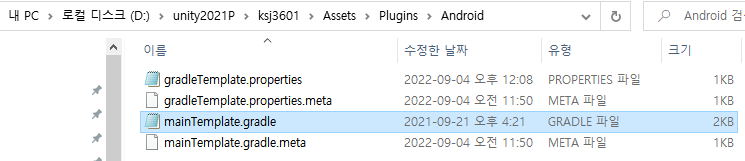 내 PC > 로컬 디스크 (D:) > unity2021P > ksj3601 > Assets > Plugins > Android
Android 검
이름 수정한 날짜 유형 크기
gradleTemplate.properties 2022-09-04 오후 12:08 PROPERTIES 파일 1KB
gradleTemplate.properties.meta 2022-09-04 오전 11:50 META 파일 1KB
mainTemplate.gradle 2021-09-21 오후 4:21 GRADLE 파일 2KB
mainTemplate.gradle.meta 2022-09-04 오전 11:50 META 파일 1KB